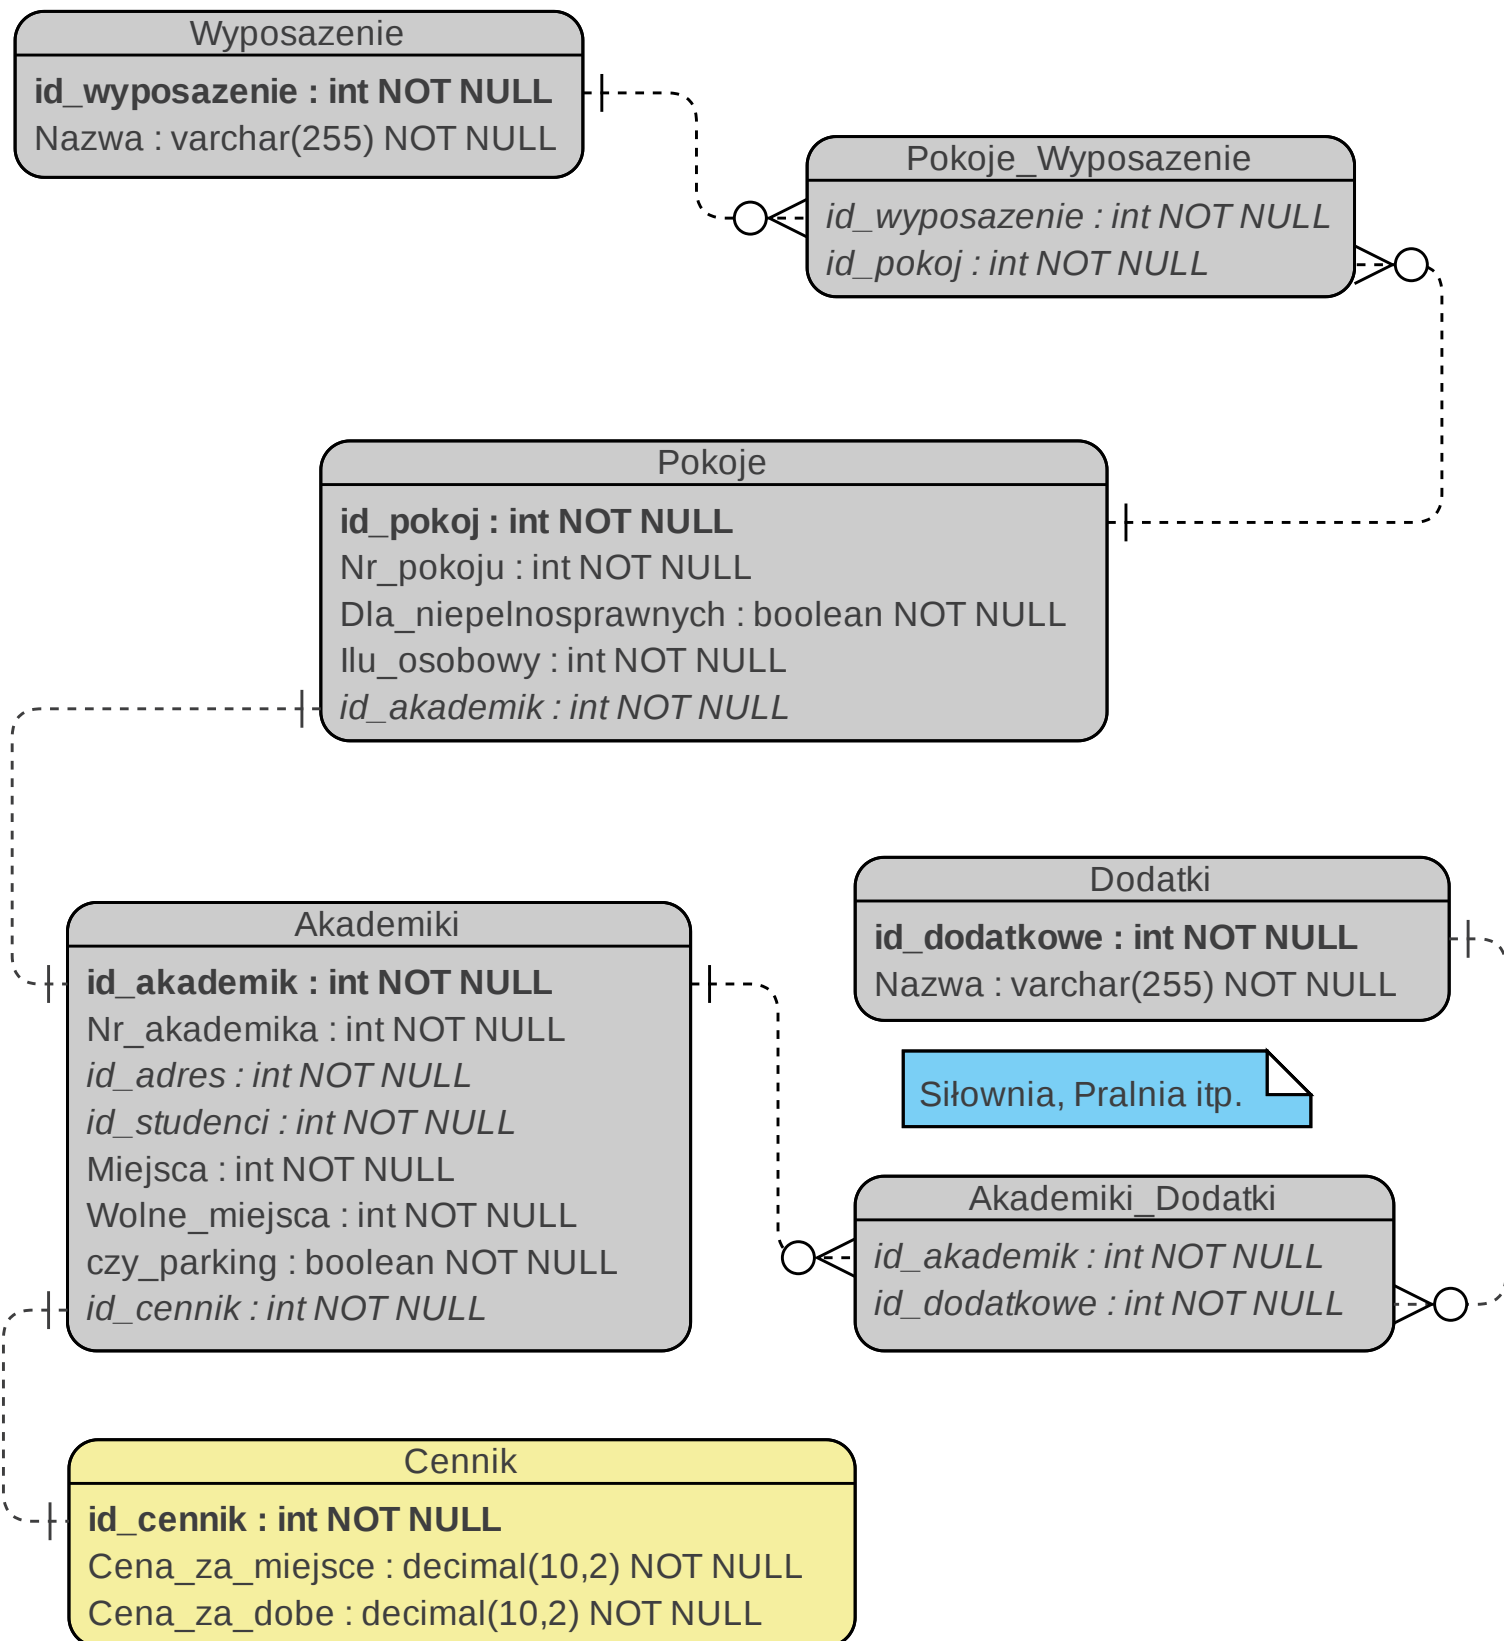 Wyposazenie
id_wyposazenie : int NOT NULL
Nazwa : varchar(255) NOT NULL
Pokoje_Wyposazenie
id_wyposazenie : int NOT NULL
id_pokoj : int NOT NULL
Pokoje
id_pokoj : int NOT NULL
Nr_pokoju : int NOT NULL
Dla_niepelnosprawnych : boolean NOT NULL
Ilu_osobowy : int NOT NULL
id_akademik : int NOT NULL
Akademiki
id_akademik : int NOT NULL
Nr_akademika : int NOT NULL
id_adres : int NOT NULL
id_studenci : int NOT NULL
Miejsca : int NOT NULL
Wolne_miejsca : int NOT NULL
czy_parking : boolean NOT NULL
id_cennik : int NOT NULL
Dodatki
id_dodatkowe : int NOT NULL
Nazwa : varchar(255) NOT NULL
Siłownia, Pralnia itp.
Akademiki_Dodatki
id_akademik : int NOT NULL
id_dodatkowe : int NOT NULL
Cennik
id_cennik : int NOT NULL
Cena_za_miejsce : decimal(10,2) NOT NULL
Cena_za_dobe : decimal(10,2) NOT NULL